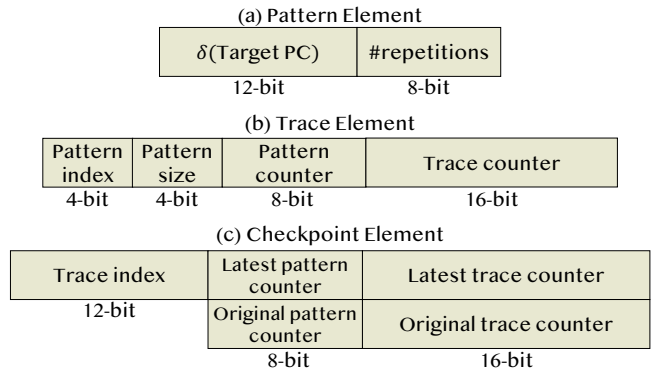 (a) Pattern Element
δ(Target PC) #repetitions
12-bit 8-bit
(b) Trace Element
Pattern index
Pattern size
Pattern counter
Trace counter
4-bit 4-bit 8-bit 16-bit
(c) Checkpoint Element
Trace index
Latest pattern counter
Latest trace counter
12-bit
Original pattern counter
Original trace counter
8-bit 16-bit